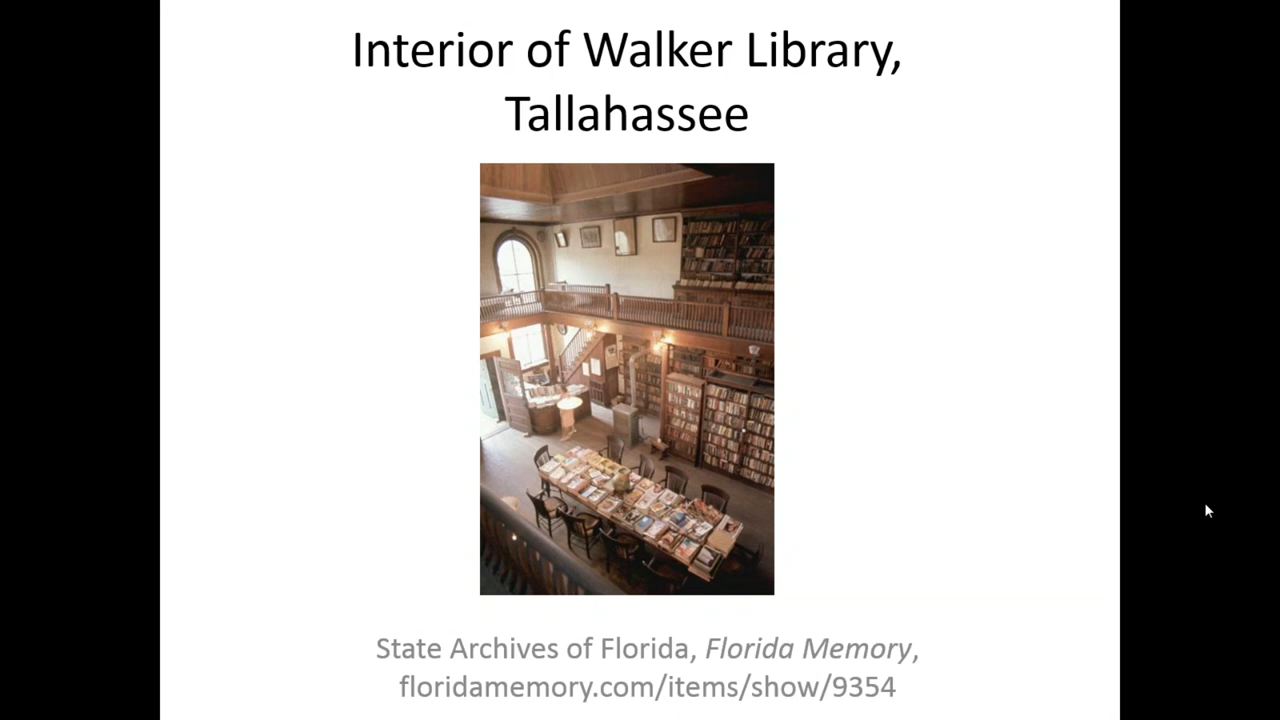 Interior of Walker Library,
Tallahassee
State Archives of Florida, Florida Memory,
floridamemory.com/items/show/9354